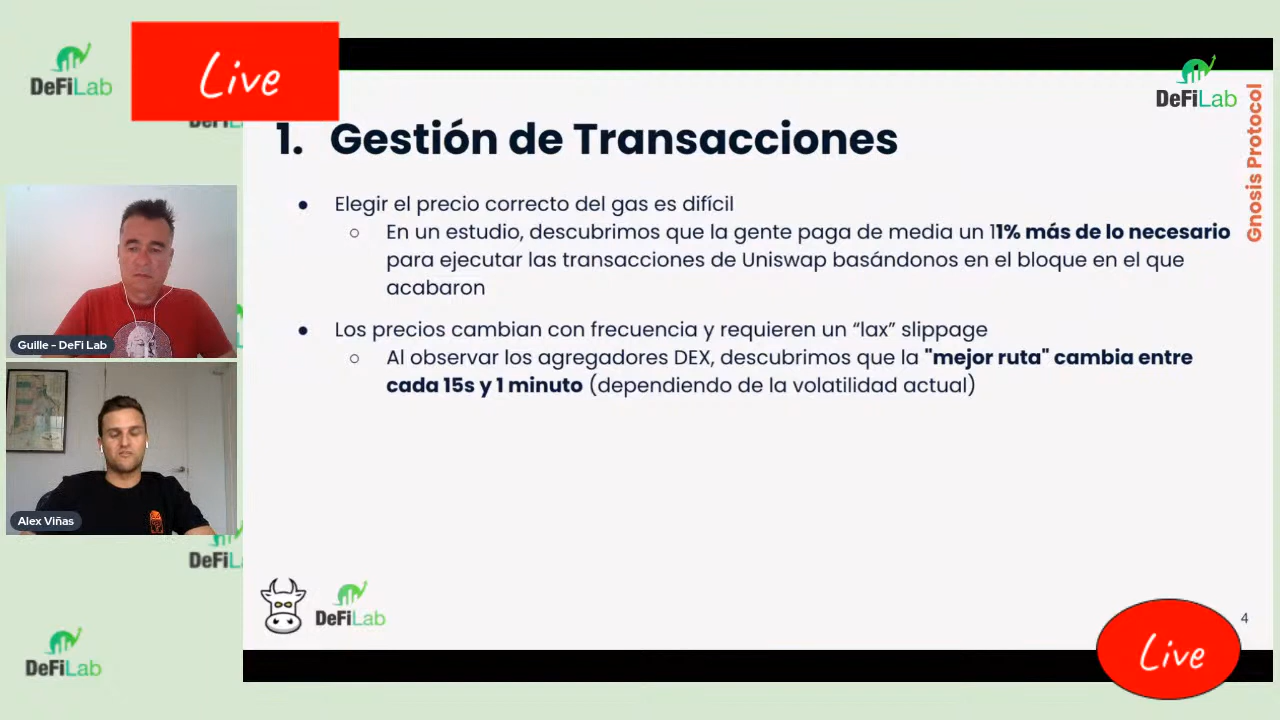 DeFiLab
Live
DeFiL
DeFiLab
Gnosis Protocol
1. Gestión de Transacciones
● Elegir el precio correcto del gas es difícil
○ En un estudio, descubrimos que la gente paga de media un 11% más de lo necesario
para ejecutar las transacciones de Uniswap basándonos en el bloque en el que
acabaron
● Los precios cambian con frecuencia y requieren un “lax” slippage
○ Al observar los agregadores DEX, descubrimos que la "mejor ruta" cambia entre
cada 15s y 1 minuto (dependiendo de la volatilidad actual)
Guille - DeFi Lab
Alex Viñas
DeFiL
DeFiLab
DeFiLab
4
Live